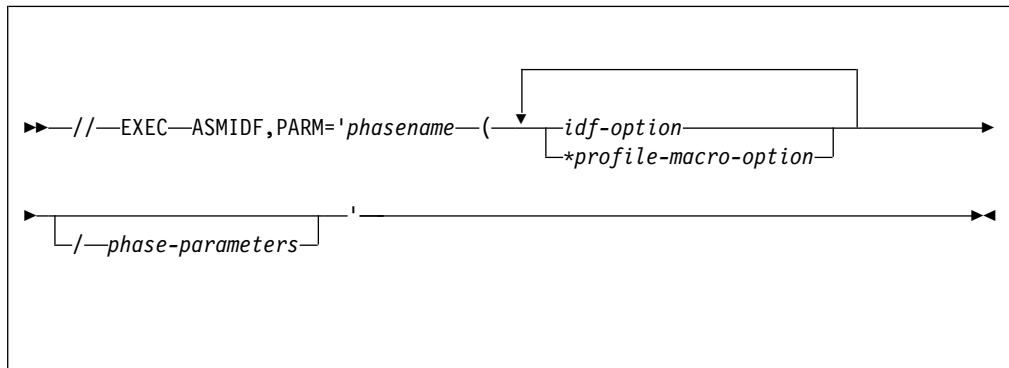 // EXEC ASMIDF,PARM='phasename ( idf-option
*profile-macro-option
/ phase-parameters '